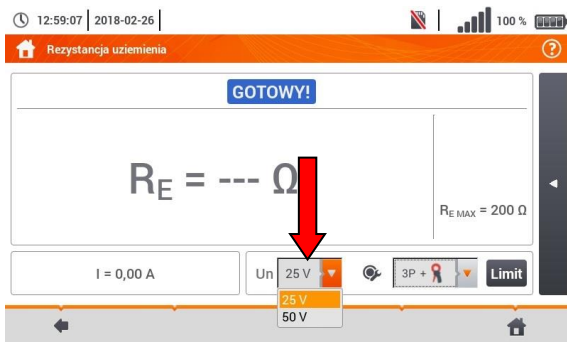 12:59:07 2018-02-26 100 %
Rezystancja uziemienia ?
GOTOWY!
RE = --- Ω
RE MAX = 200 Ω
I = 0,00 A Un 25 V 3P + Limit
25 V
50 V